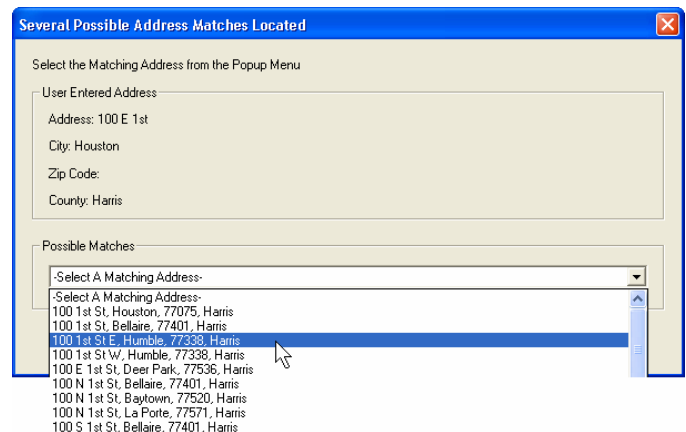 Several Possible Address Matches Located
Select the Matching Address from the Popup Menu
User Entered Address
Address: 100 E 1st
City: Houston
Zip Code:
County: Harris
Possible Matches
-Select A Matching Address-
-Select A Matching Address-
100 1st St, Houston, 77075, Harris
100 1st St, Bellaire, 77401, Harris
100 1st St E, Humble, 77338, Harris
100 1st St W, Humble, 77338, Harris
100 E 1st St, Deer Park, 77536, Harris
100 N 1st St, Bellaire, 77401, Harris
100 N 1st St, Baytown, 77520, Harris
100 N 1st St, La Porte, 77571, Harris
100 S 1st St, Bellaire, 77401, Harris